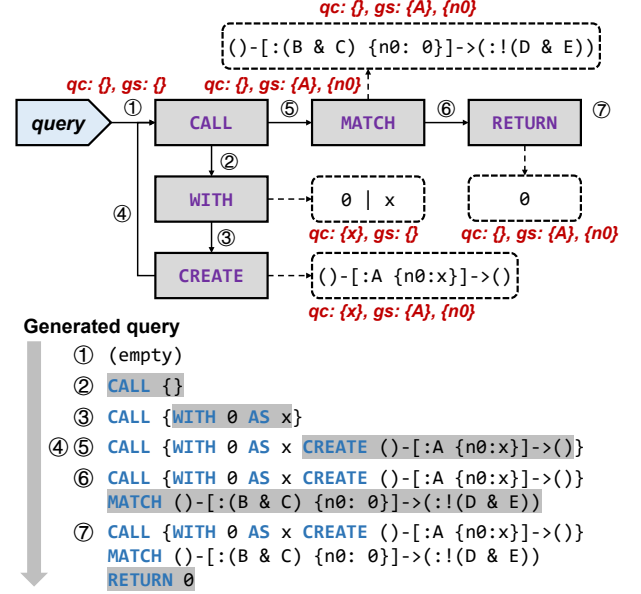 qc: {}, gs: {A}, {n0}
()-[:(B & C) {n0: 0}]->(:!(D & E))
qc: {}, gs: {}
qc: {}, gs: {A}, {n0}
query
①
CALL
⑤
MATCH
⑥
RETURN
⑦
②
④
WITH
0 | x
0
qc: {x}, gs: {}
qc: {}, gs: {A}, {n0}
③
CREATE
()-[:A {n0:x}]->()
qc: {x}, gs: {A}, {n0}
Generated query
① (empty)
② CALL {}
③ CALL {WITH 0 AS x}
④⑤ CALL {WITH 0 AS x CREATE ()-[:A {n0:x}]->()}
⑥ CALL {WITH 0 AS x CREATE ()-[:A {n0:x}]->()}
MATCH ()-[:(B & C) {n0: 0}]->(:!(D & E))
⑦ CALL {WITH 0 AS x CREATE ()-[:A {n0:x}]->()}
MATCH ()-[:(B & C) {n0: 0}]->(:!(D & E))
RETURN 0